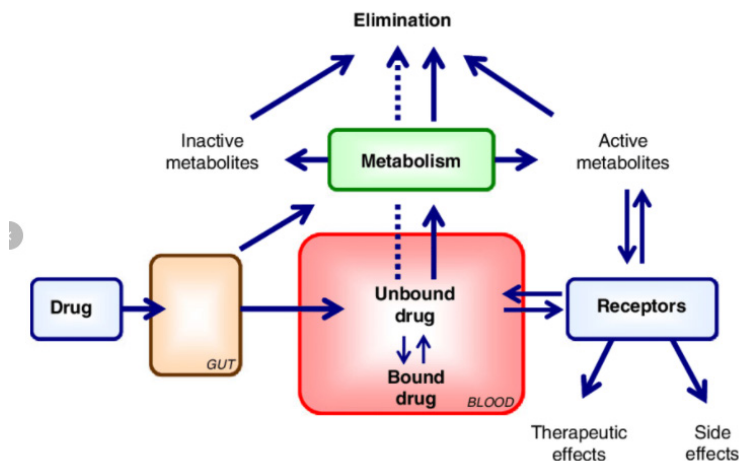 Elimination
Inactive
metabolites
Metabolism
Active
metabolites
Drug
GUT
Unbound
drug
Bound
drug
BLOOD
Receptors
Therapeutic
effects
Side
effects